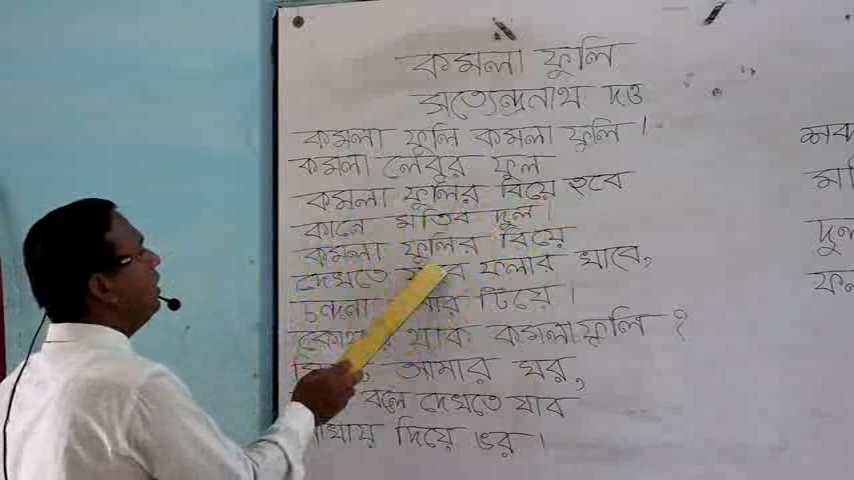 কমলা ফুলি
সত্যেন্দ্রনাথ দত্ত
কমলা ফুলি কমলা ফুলি।
কমলা লেবুর ফুল
কমলা ফুলির বিয়ে হবে
কানে মতির দুল।
কমলা ফুলির বিয়ে
দেখতে ফলার খাবে,
চন্দনা টিয়ে।
থাক কমলাফুলি?
আমার ঘর,
বলে দেখতে যাব
দিয়ে ভর।
দুল